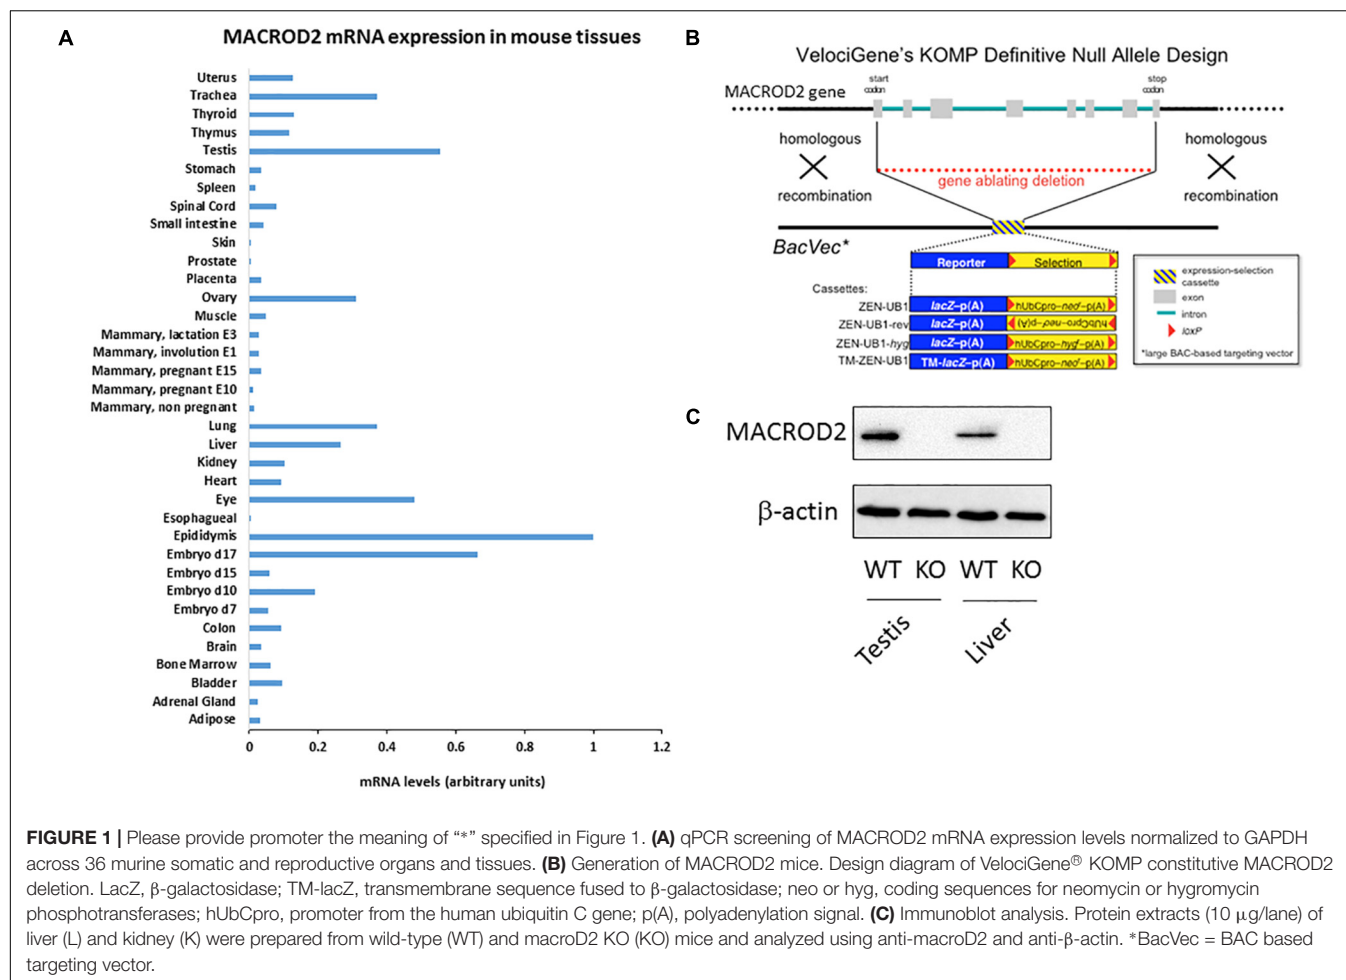 A
MACROD2 mRNA expression in mouse tissues
Uterus
Trachea
Thyroid
Thymus
Testis
Stomach
Spleen
Spinal Cord
Small intestine
Skin
Prostate
Placenta
Ovary
Muscle
Mammary, lactation E3
Mammary, involution E1
Mammary, pregnant E15
Mammary, pregnant E10
Mammary, non pregnant
Lung
Liver
Kidney
Heart
Eye
Esophagueal
Epididymis
Embryo d17
Embryo d15
Embryo d10
Embryo d7
Colon
Brain
Bone Marrow
Bladder
Adrenal Gland
Adipose
0 0.2 0.4 0.6 0.8 1 1.2
mRNA levels (arbitrary units)
B
VelociGene's KOMP Definitive Null Allele Design
start
codon
stop
codon
MACROD2 gene
homologous
recombination
homologous
recombination
gene ablating deletion
BacVec*
Reporter Selection
Cassettes:
ZEN-UB1 lacZ–p(A) hUbCpro–neoʳ–p(A)
ZEN-UB1-rev lacZ–p(A) hUbCpro–neoʳ–p(A)
ZEN-UB1-hyg lacZ–p(A) hUbCpro–hygʳ–p(A)
TM-ZEN-UB1 TM-lacZ–p(A) hUbCpro–neoʳ–p(A)
expression-selection
cassette
exon
intron
loxP
*large BAC-based targeting vector
C
MACROD2
β-actin
WT KO WT KO
Testis Liver
FIGURE 1 | Please provide promoter the meaning of “*” specified in Figure 1. (A) qPCR screening of MACROD2 mRNA expression levels normalized to GAPDH
across 36 murine somatic and reproductive organs and tissues. (B) Generation of MACROD2 mice. Design diagram of VelociGene® KOMP constitutive MACROD2
deletion. LacZ, β-galactosidase; TM-lacZ, transmembrane sequence fused to β-galactosidase; neo or hyg, coding sequences for neomycin or hygromycin
phosphotransferases; hUbCpro, promoter from the human ubiquitin C gene; p(A), polyadenylation signal. (C) Immunoblot analysis. Protein extracts (10 μg/lane) of
liver (L) and kidney (K) were prepared from wild-type (WT) and macroD2 KO (KO) mice and analyzed using anti-macroD2 and anti-β-actin. *BacVec = BAC based
targeting vector.